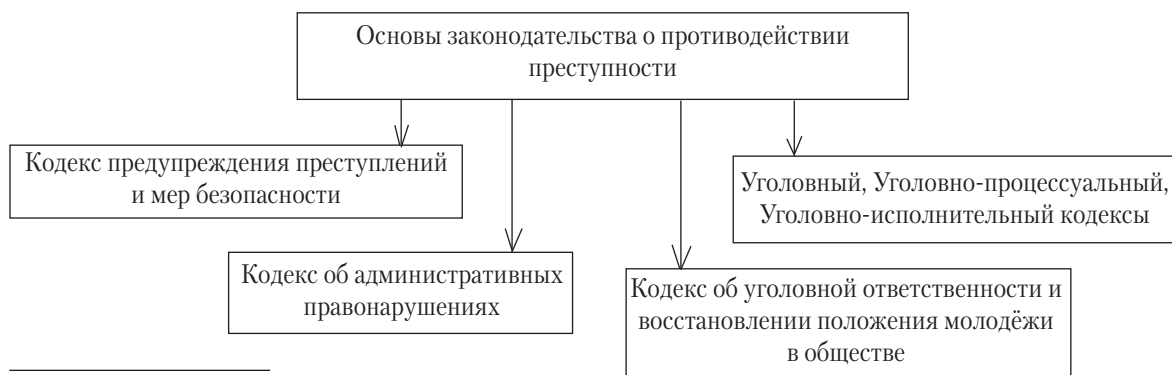 Основы законодательства о противодействии
преступности
Кодекс предупреждения преступлений
и мер безопасности
Уголовный, Уголовно-процессуальный,
Уголовно-исполнительный кодексы
Кодекс об административных
правонарушениях
Кодекс об уголовной ответственности и
восстановлении положения молодёжи
в обществе